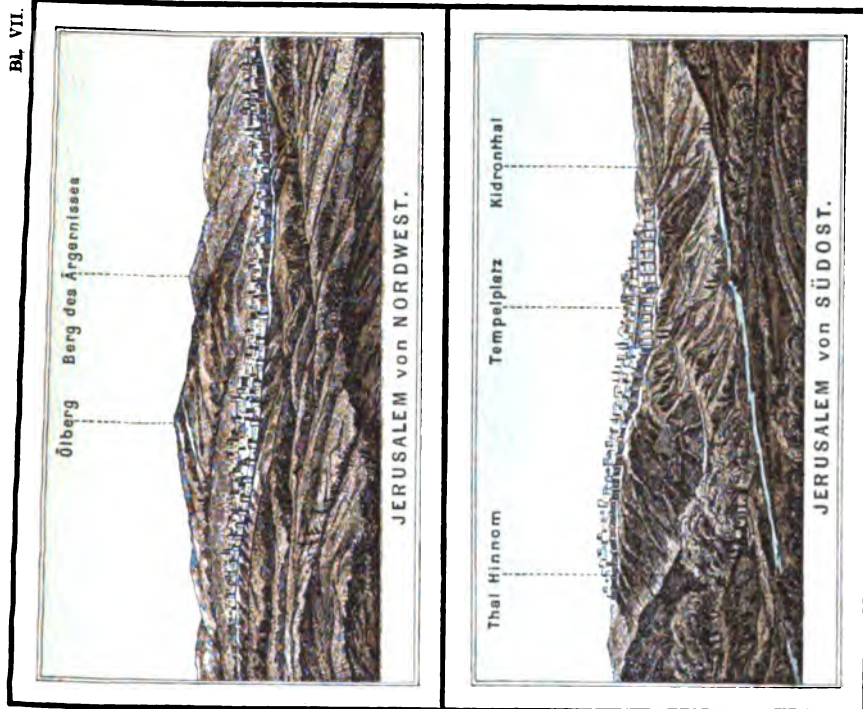 Bl. VII.
Ölberg Berg des Ärgernisses
JERUSALEM von NORDWEST.
Thal Hinnom Tempelplatz Kidronthal
JERUSALEM von SÜDOST.